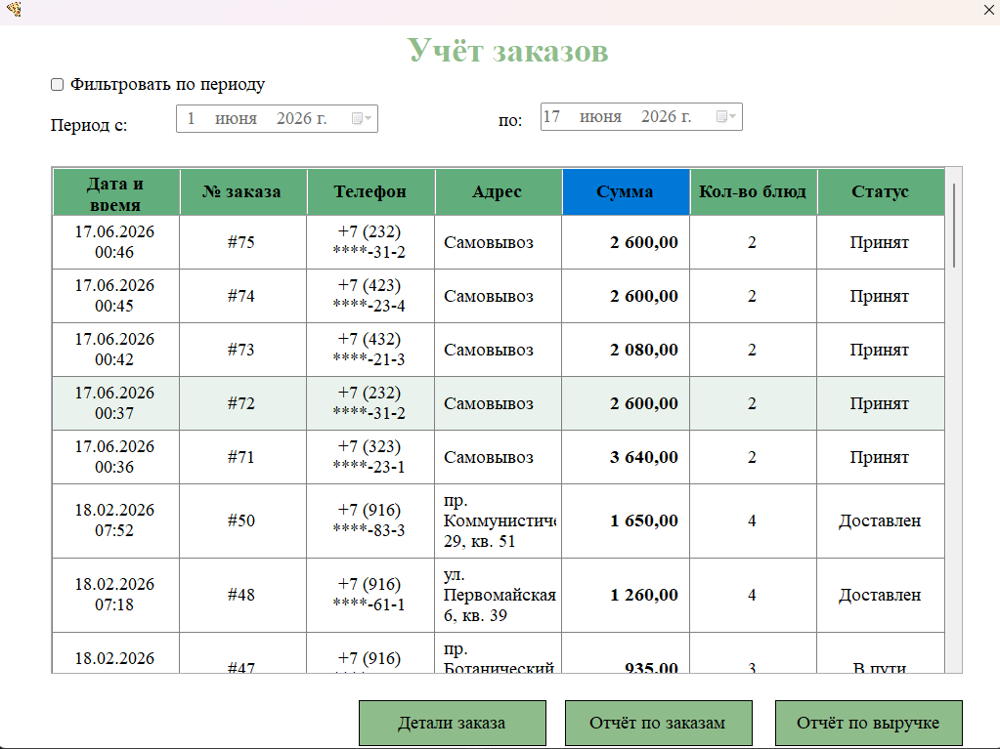 Учёт заказов
Фильтровать по периоду
Период с:
1 июня 2026 г.
по:
17 июня 2026 г.
Дата и
время
№ заказа
Телефон
Адрес
Сумма
Кол-во блюд
Статус
17.06.2026
00:46
#75
+7 (232)
****-31-2
Самовывоз
2 600,00
2
Принят
17.06.2026
00:45
#74
+7 (423)
****-23-4
Самовывоз
2 600,00
2
Принят
17.06.2026
00:42
#73
+7 (432)
****-21-3
Самовывоз
2 080,00
2
Принят
17.06.2026
00:37
#72
+7 (232)
****-31-2
Самовывоз
2 600,00
2
Принят
17.06.2026
00:36
#71
+7 (323)
****-23-1
Самовывоз
3 640,00
2
Принят
18.02.2026
07:52
#50
+7 (916)
****-83-3
пр.
Коммунистиче
29, кв. 51
1 650,00
4
Доставлен
18.02.2026
07:18
#48
+7 (916)
****-61-1
ул.
Первомайская
6, кв. 39
1 260,00
4
Доставлен
18.02.2026
#47
+7 (916)
пр.
Ботанический
935,00
3
В пути
Детали заказа
Отчёт по заказам
Отчёт по выручке